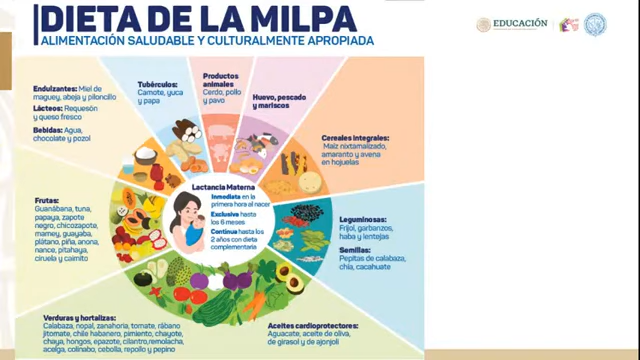 DIETA DE LA MILPA
ALIMENTACIÓN SALUDABLE Y CULTURALMENTE APROPIADA
EDUCACIÓN
Endulzantes: Miel de
maguey, abeja y piloncillo
Lácteos: Requesón
y queso fresco
Bebidas: Agua,
chocolate y pozol
Tubérculos:
Camote, yuca
y papa
Productos
animales
Cerdo, pollo
y pavo
Huevo, pescado
y mariscos
Cereales integrales:
Maíz nixtamalizado,
amaranto y avena
en hojuelas
Lactancia Materna
Inmediata en la
primera hora al nacer
Exclusiva hasta
los 6 meses
Continua hasta los
2 años con dieta
complementaria
Frutas:
Guanábana, tuna,
papaya, zapote
negro, chicozapote,
mamey, guayaba,
plátano, piña, anona,
nance, pitahaya,
ciruela y caimito
Leguminosas:
Frijol, garbanzos,
haba y lentejas
Semillas:
Pepitas de calabaza,
chía, cacahuate
Verduras y hortalizas:
Calabaza, nopal, zanahoria, tomate, rábano
jitomate, chile habanero, pimiento, chayote,
chaya, hongos, epazote, cilantro,remolacha,
acelga, colinabo, cebolla, repollo y pepino
Aceites cardioprotectores:
Aguacate, aceite de oliva,
de girasol y de ajonjolí